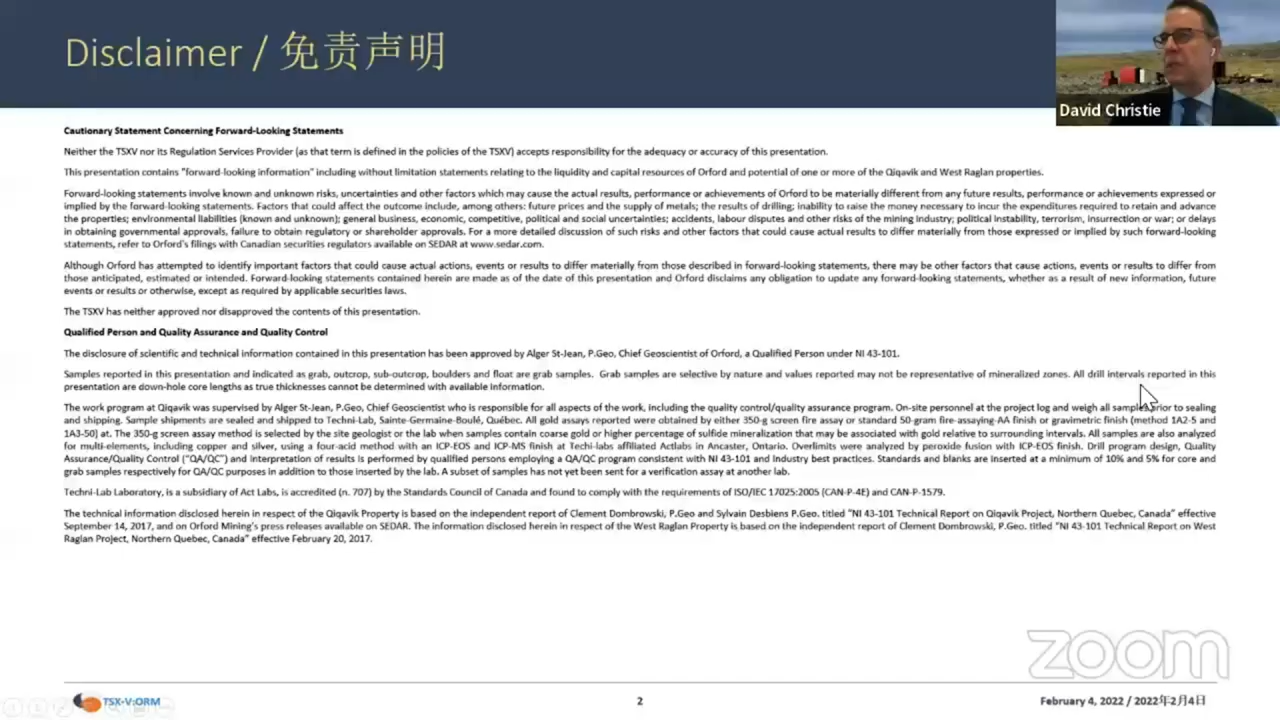 Disclaimer / 免责声明
David Christie
Cautionary Statement Concerning Forward-Looking Statements
Neither the TSXV nor its Regulation Services Provider (as that term is defined in the policies of the TSXV) accepts responsibility for the adequacy or accuracy of this presentation.
This presentation contains "forward-looking information" including without limitation statements relating to the liquidity and capital resources of Orford and potential of one or more of the Qiqavik and West Raglan properties.
Forward-looking statements involve known and unknown risks, uncertainties and other factors which may cause the actual results, performance or achievements of Orford to be materially different from any future results, performance or achievements expressed or
implied by the forward-looking statements. Factors that could affect the outcome include, among others: future prices and the supply of metals; the results of drilling; inability to raise the money necessary to incur the expenditures required to retain and advance
the properties; environmental liabilities (known and unknown); general business, economic, competitive, political and social uncertainties; accidents, labour disputes and other risks of the mining industry; political instability, terrorism, insurrection or war; or delays
in obtaining governmental approvals, failure to obtain regulatory or shareholder approvals. For a more detailed discussion of such risks and other factors that could cause actual results to differ materially from those expressed or implied by such forward-looking
statements, refer to Orford's filings with Canadian securities regulators available on SEDAR at www.sedar.com.
Although Orford has attempted to identify important factors that could cause actual actions, events or results to differ materially from those described in forward-looking statements, there may be other factors that cause actions, events or results to differ from
those anticipated, estimated or intended. Forward-looking statements contained herein are made as of the date of this presentation and Orford disclaims any obligation to update any forward-looking statements, whether as a result of new information, future
events or results or otherwise, except as required by applicable securities laws.
The TSXV has neither approved nor disapproved the contents of this presentation.
Qualified Person and Quality Assurance and Quality Control
The disclosure of scientific and technical information contained in this presentation has been approved by Alger St-Jean, P.Geo, Chief Geoscientist of Orford, a Qualified Person under NI 43-101.
Samples reported in this presentation and indicated as grab, outcrop, sub-outcrop, boulders and float are grab samples. Grab samples are selective by nature and values reported may not be representative of mineralized zones. All drill intervals reported in this
presentation are down-hole core lengths as true thicknesses cannot be determined with available information.
The work program at Qiqavik was supervised by Alger St-Jean, P.Geo, Chief Geoscientist who is responsible for all aspects of the work, including the quality control/quality assurance program. On-site personnel at the project log and weigh all samples prior to sealing
and shipping. Sample shipments are sealed and shipped to Techni-Lab, Sainte-Germaine-Boulé, Québec. All gold assays reported were obtained by either 350-g screen fire assay or standard 50-gram fire-assaying-AA finish or gravimetric finish (method 1A2-5 and
1A3-50) at. The 350-g screen assay method is selected by the site geologist or the lab when samples contain coarse gold or higher percentage of sulfide mineralization that may be associated with gold relative to surrounding intervals. All samples are also analyzed
for multi-elements, including copper and silver, using a four-acid method with an ICP-EOS and ICP-MS finish at Techi-labs affiliated Actlabs in Ancaster, Ontario. Overlimits were analyzed by peroxide fusion with ICP-EOS finish. Drill program design, Quality
Assurance/Quality Control ("QA/QC") and interpretation of results is performed by qualified persons employing a QA/QC program consistent with NI 43-101 and industry best practices. Standards and blanks are inserted at a minimum of 10% and 5% for core and
grab samples respectively for QA/QC purposes in addition to those inserted by the lab. A subset of samples has not yet been sent for a verification assay at another lab.
Techni-Lab Laboratory, is a subsidiary of Act Labs, is accredited (n. 707) by the Standards Council of Canada and found to comply with the requirements of ISO/IEC 17025:2005 (CAN-P-4E) and CAN-P-1579.
The technical information disclosed herein in respect of the Qiqavik Property is based on the independent report of Clement Dombrowski, P.Geo and Sylvain Desbiens P.Geo. titled "NI 43-101 Technical Report on Qiqavik Project, Northern Quebec, Canada" effective
September 14, 2017, and on Orford Mining's press releases available on SEDAR. The information disclosed herein in respect of the West Raglan Property is based on the independent report of Clement Dombrowski, P.Geo. titled "NI 43-101 Technical Report on West
Raglan Project, Northern Quebec, Canada" effective February 20, 2017.
zoom
TSX-V:ORM
2
February 4, 2022 / 2022年2月4日